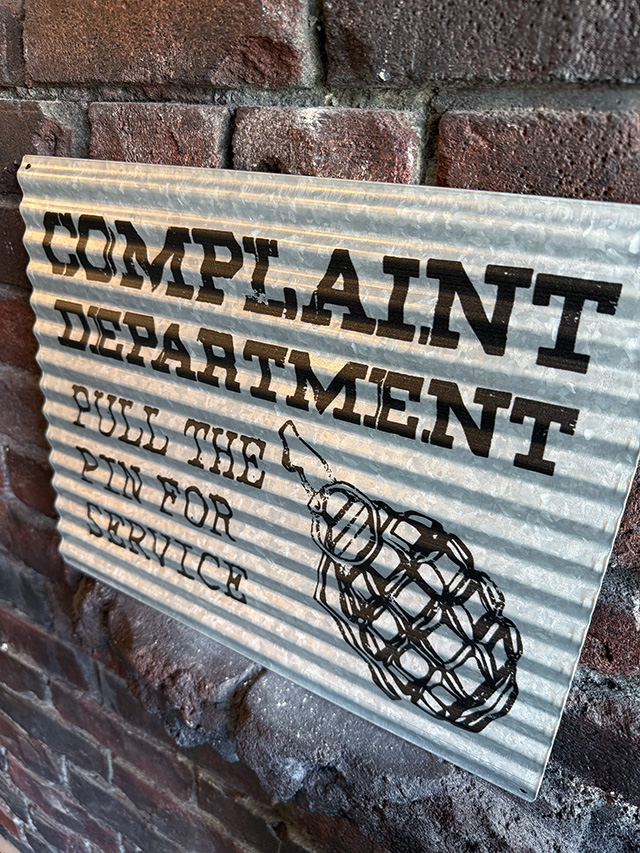 COMPLAINT
DEPARTMENT
PULL THE
PIN FOR
SERVICE